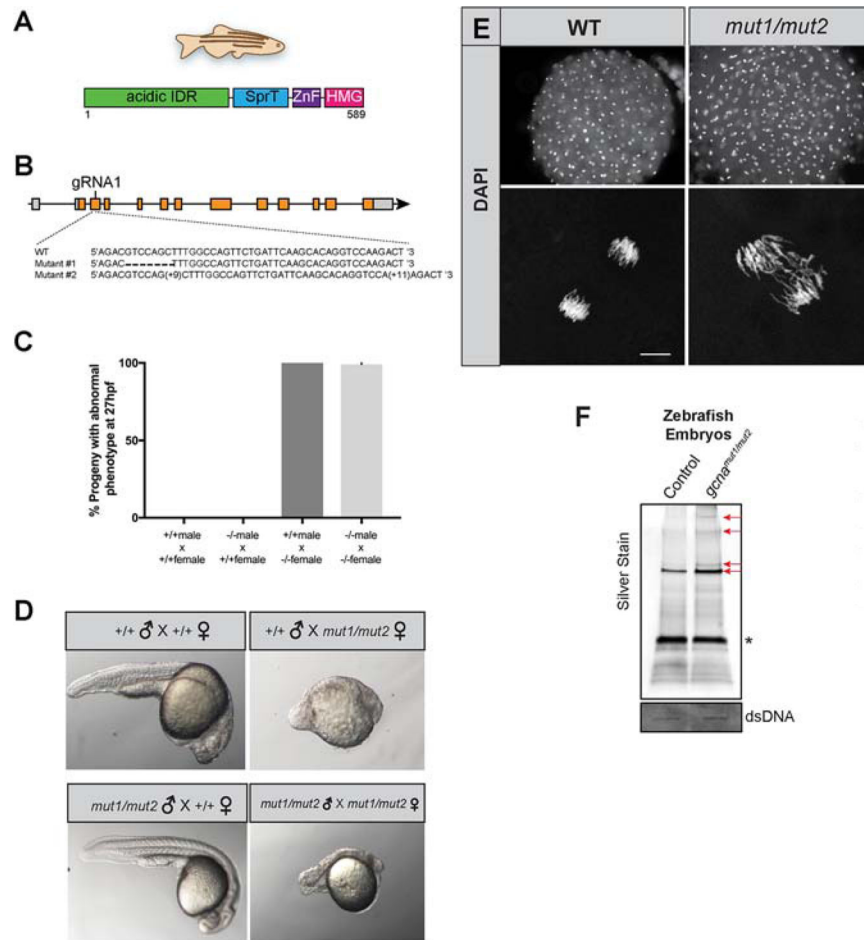 A
acidic IDR SprT ZnF HMG
1 589
B
gRNA1
WT 5'AGACGTCCAGCTTTGGCCAGTTCTGATTCAAGCACAGGTCCAAGACT '3
Mutant #1 5'AGAC---------TTTGGCCAGTTCTGATTCAAGCACAGGTCCAAGACT '3
Mutant #2 5'AGACGTCCAG(+9)CTTTGGCCAGTTCTGATTCAAGCACAGGTCCA(+11)AGACT '3
C
% Progeny with abnormal
phenotype at 27hpf
100
50
0
+/+male -/-male +/+male -/-male
x x x x
+/+female +/+female -/-female -/-female
D
+/+ ♂ X +/+ ♀ +/+ ♂ X mut1/mut2 ♀
mut1/mut2 ♂ X +/+ ♀ mut1/mut2 ♂ X mut1/mut2 ♀
E
WT mut1/mut2
DAPI
F
Zebrafish
Embryos
Control gcna mut1/mut2
Silver Stain
*
dsDNA